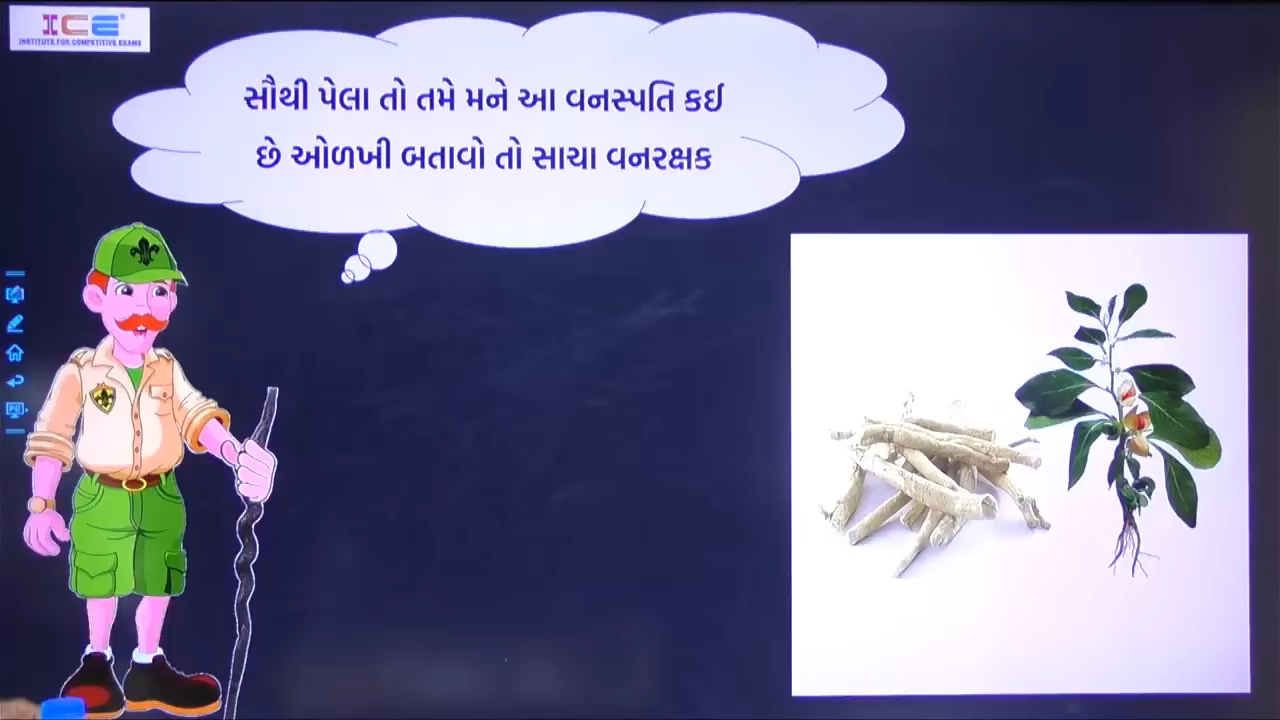 ICE
INSTITUTE FOR COMPETITIVE EXAMS
સૌથી પેલા તો તમે મને આ વનસ્પતિ કઈ
છે ઓળખી બતાવો તો સાચા વનરક્ષક